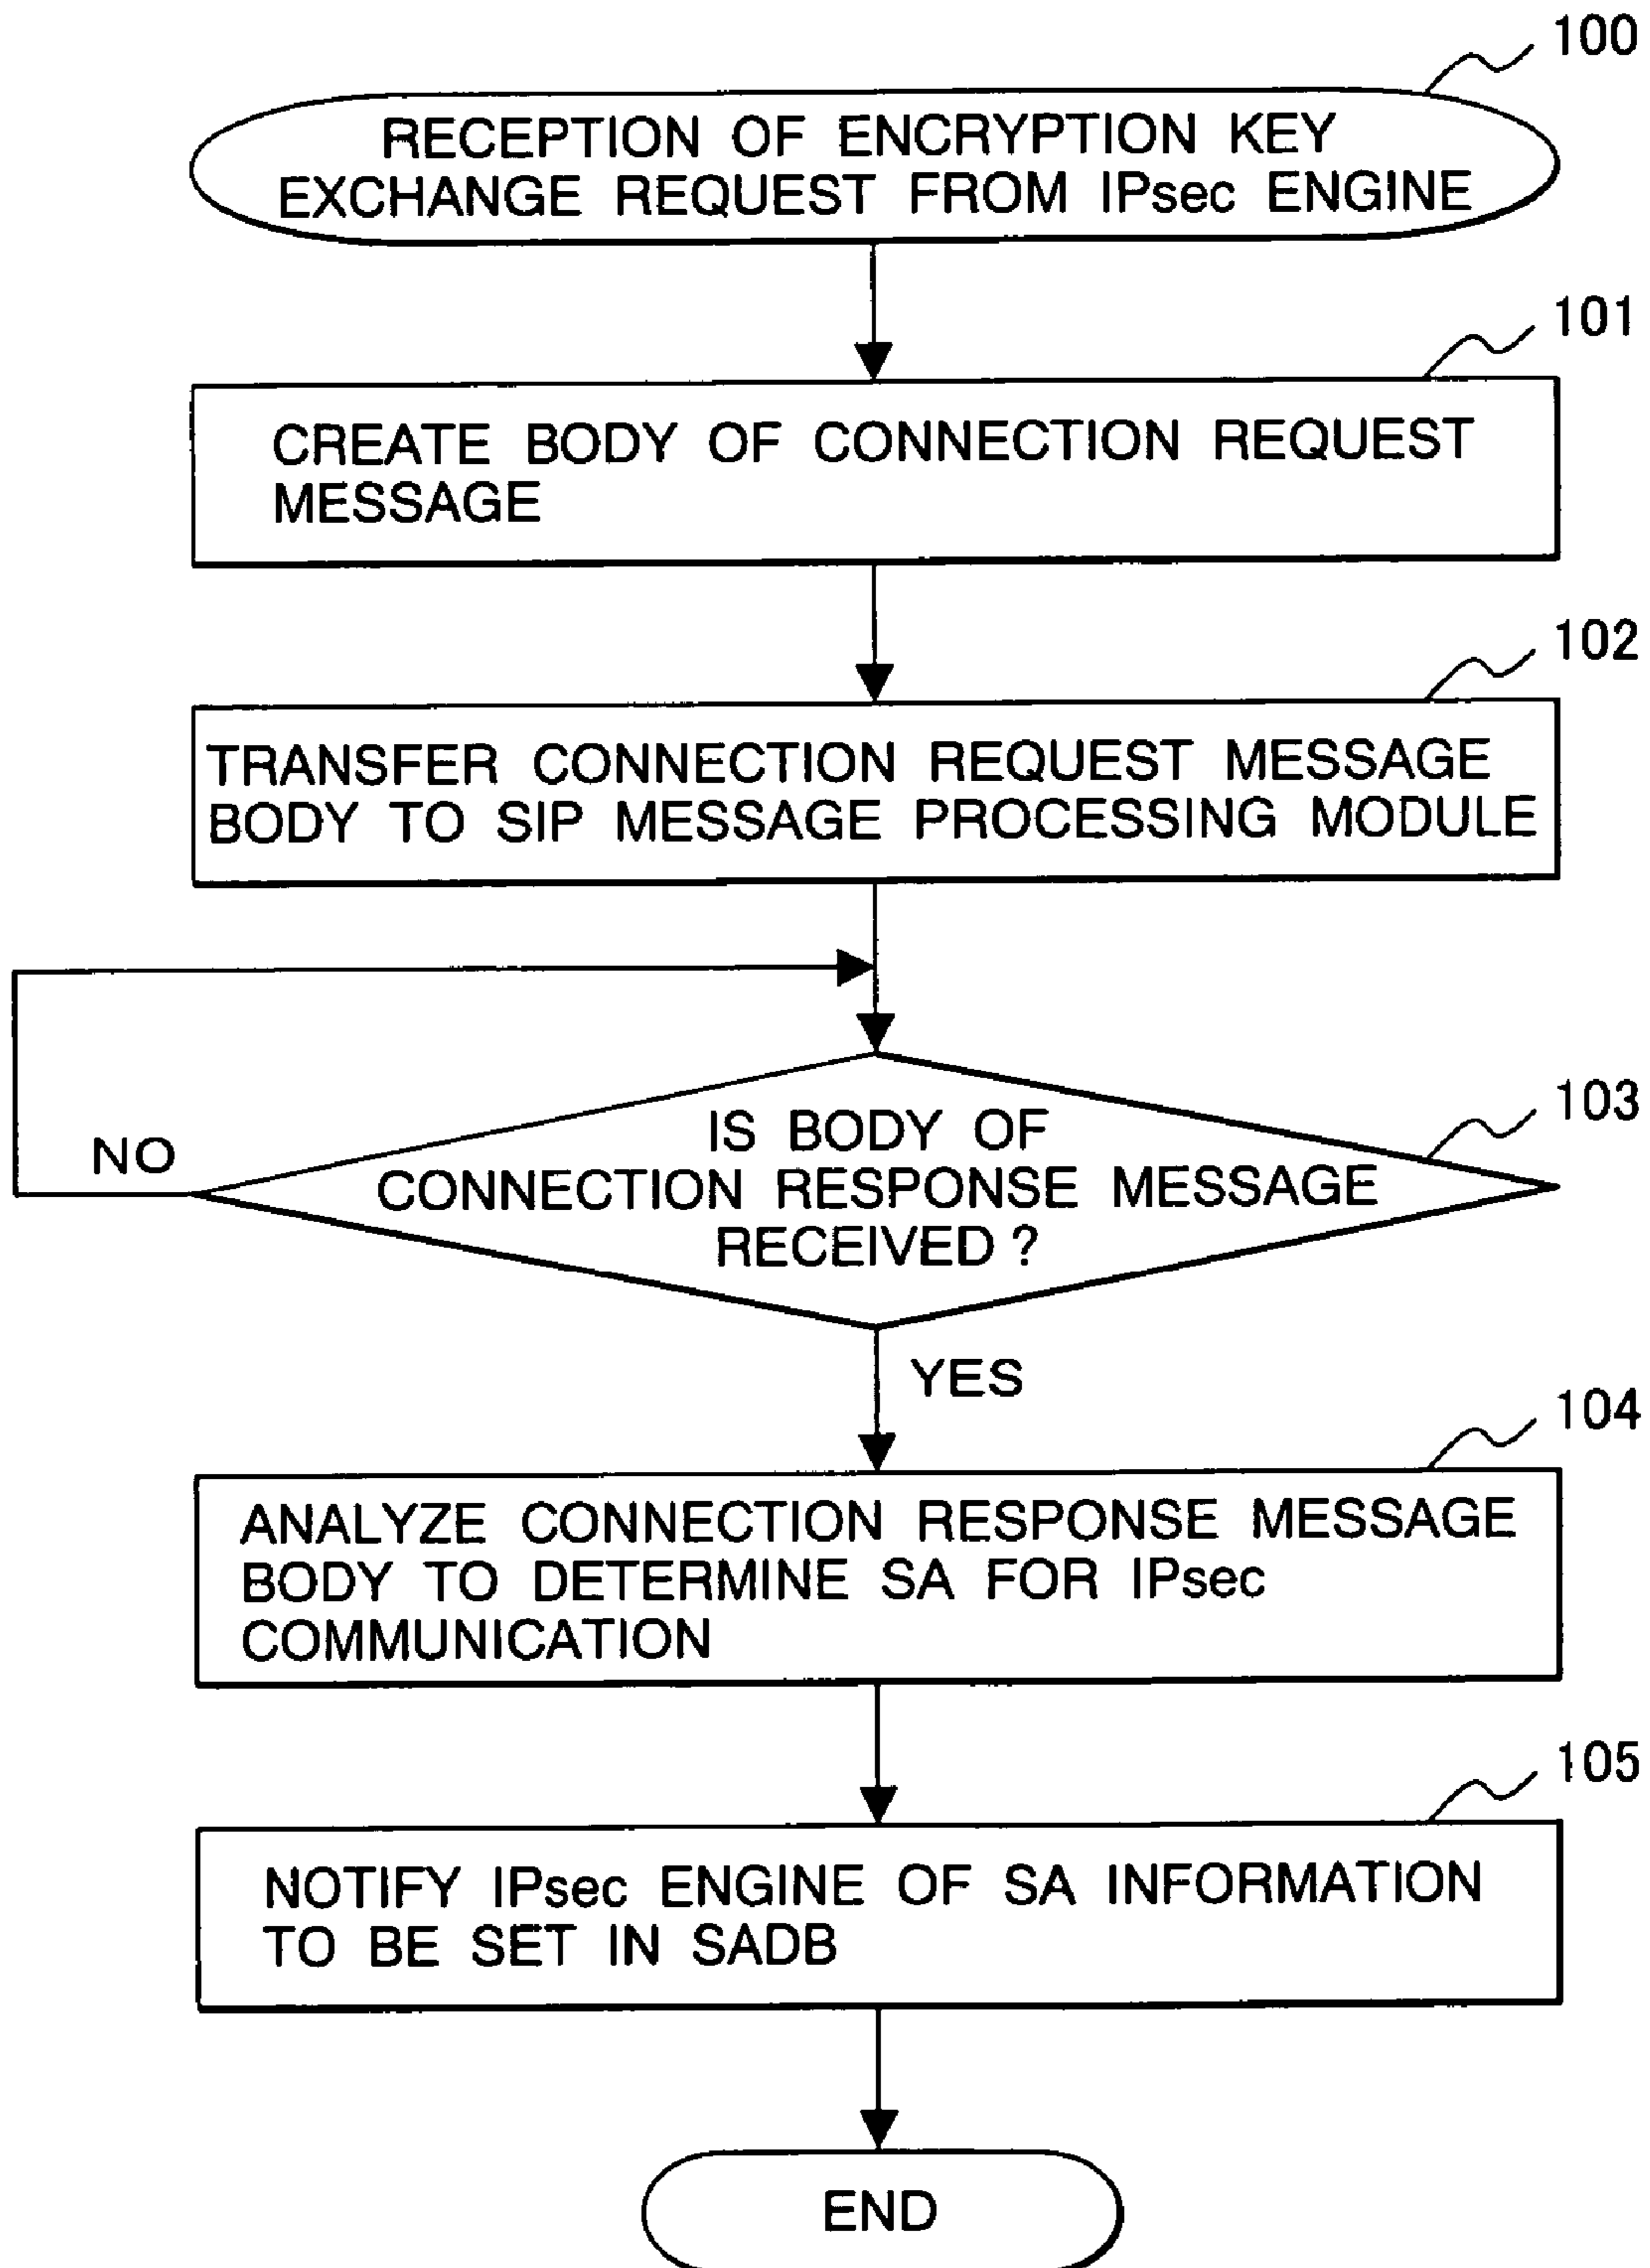 100
RECEPTION OF ENCRYPTION KEY
EXCHANGE REQUEST FROM IPsec ENGINE
101
CREATE BODY OF CONNECTION REQUEST
MESSAGE
102
TRANSFER CONNECTION REQUEST MESSAGE
BODY TO SIP MESSAGE PROCESSING MODULE
103
IS BODY OF
CONNECTION RESPONSE MESSAGE
RECEIVED ?
NO
YES
104
ANALYZE CONNECTION RESPONSE MESSAGE
BODY TO DETERMINE SA FOR IPsec
COMMUNICATION
105
NOTIFY IPsec ENGINE OF SA INFORMATION
TO BE SET IN SADB
END